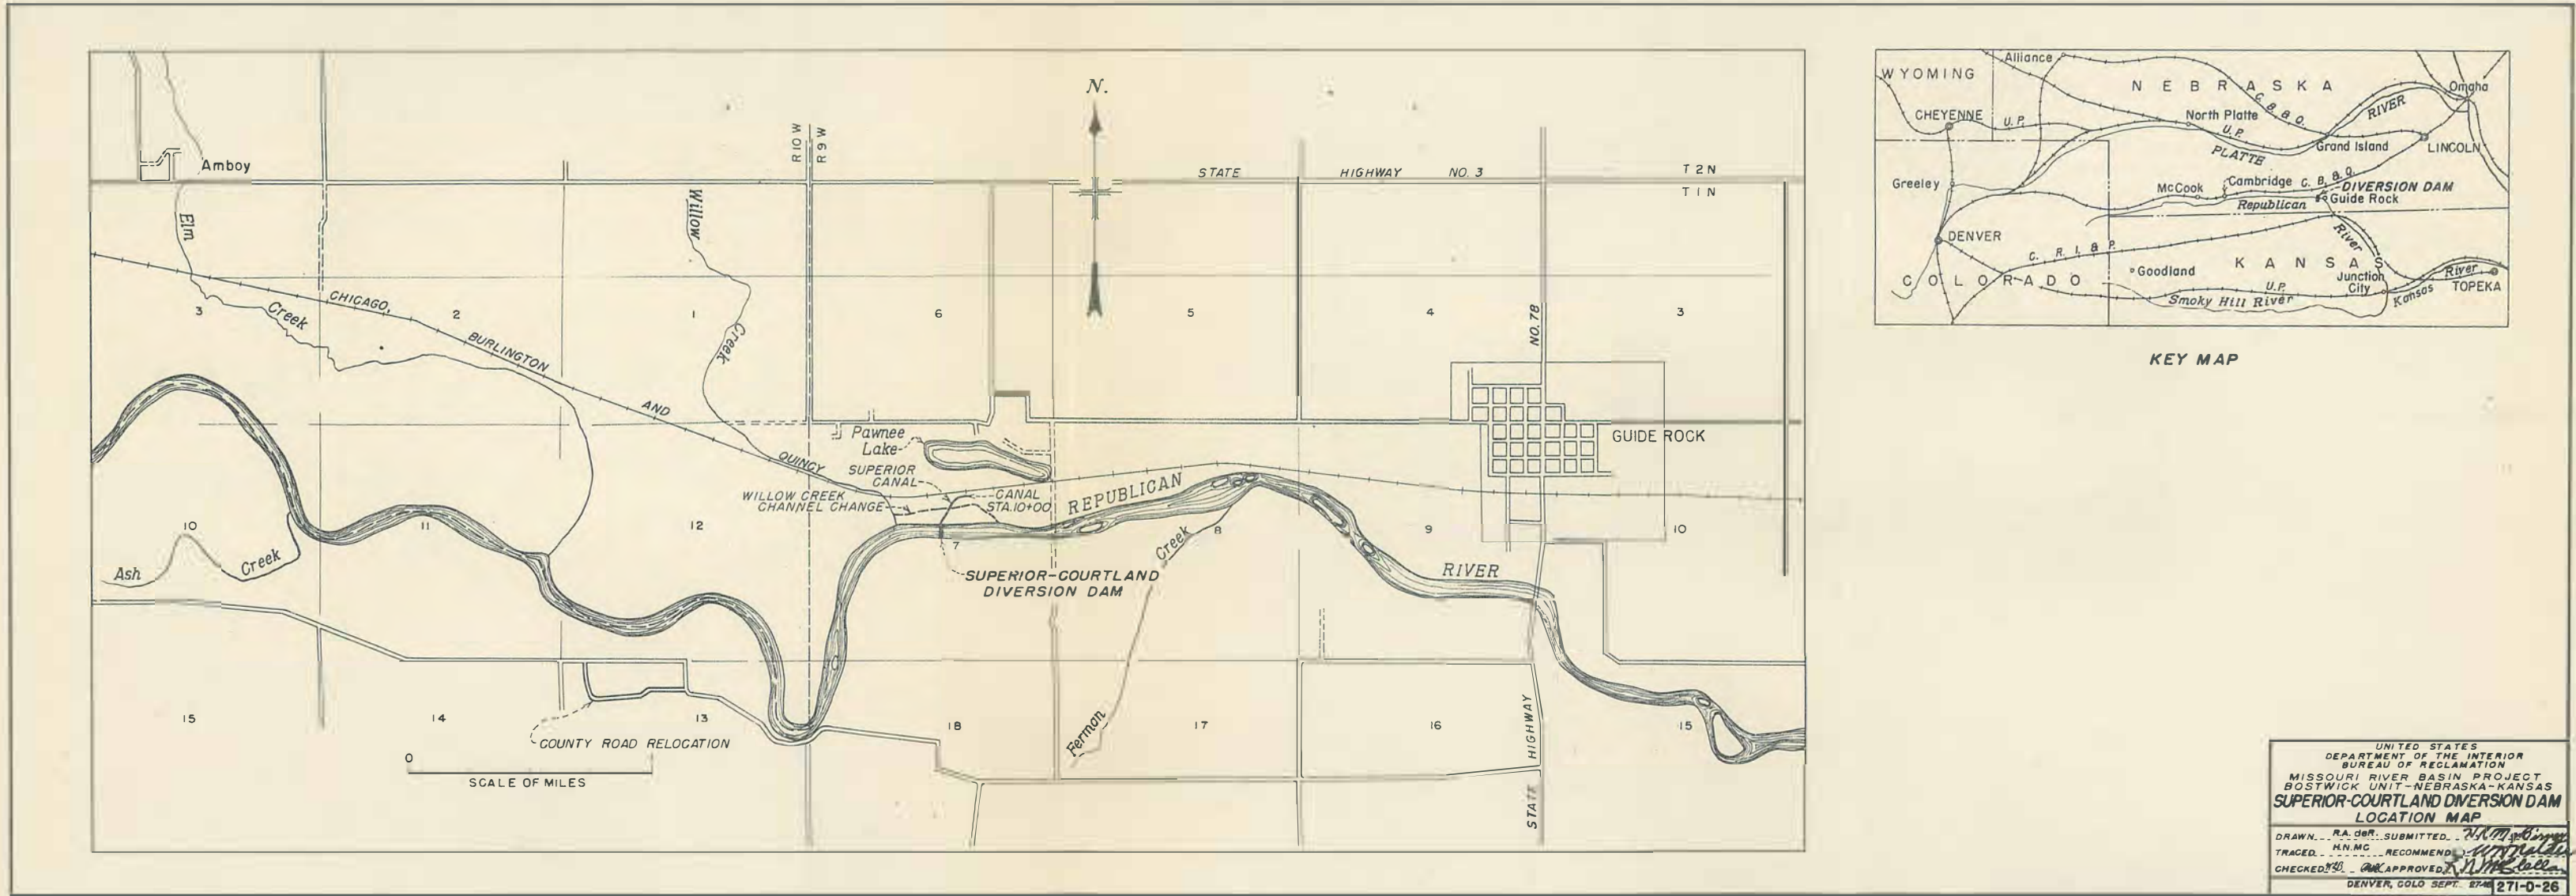 N.
R 10 W
R 9 W
Amboy
STATE HIGHWAY NO. 3
T 2 N
T 1 N
Elm
Creek
Willow
Creek
CHICAGO,
BURLINGTON
AND
QUINCY
3
2
1
6
5
4
3
NO. 78
Pawnee
Lake
SUPERIOR
CANAL
WILLOW CREEK
CHANNEL CHANGE
CANAL
STA. 10+00
REPUBLICAN
RIVER
GUIDE ROCK
10
11
12
7
8
9
10
Ash
Creek
Creek
SUPERIOR-COURTLAND
DIVERSION DAM
15
14
13
18
17
16
15
Ferman
COUNTY ROAD RELOCATION
0
SCALE OF MILES
STATE HIGHWAY
WYOMING
Alliance
NEBRASKA
Omaha
CHEYENNE
U. P.
North Platte
C. B. & Q.
RIVER
U. P.
PLATTE
Grand Island
LINCOLN
Greeley
McCook
Cambridge
C. B. & Q.
DIVERSION DAM
Republican
Guide Rock
River
DENVER
C. R. I. & P.
COLORADO
Goodland
KANSAS
Junction
City
U. P.
Smoky Hill River
Kansas
River
TOPEKA
KEY MAP
UNITED STATES
DEPARTMENT OF THE INTERIOR
BUREAU OF RECLAMATION
MISSOURI RIVER BASIN PROJECT
BOSTWICK UNIT-NEBRASKA-KANSAS
SUPERIOR-COURTLAND DIVERSION DAM
LOCATION MAP
DRAWN R.A. deR. SUBMITTED
TRACED H.N.MC RECOMMEND
CHECKED APPROVED
DENVER, COLO SEPT. 271-D-26